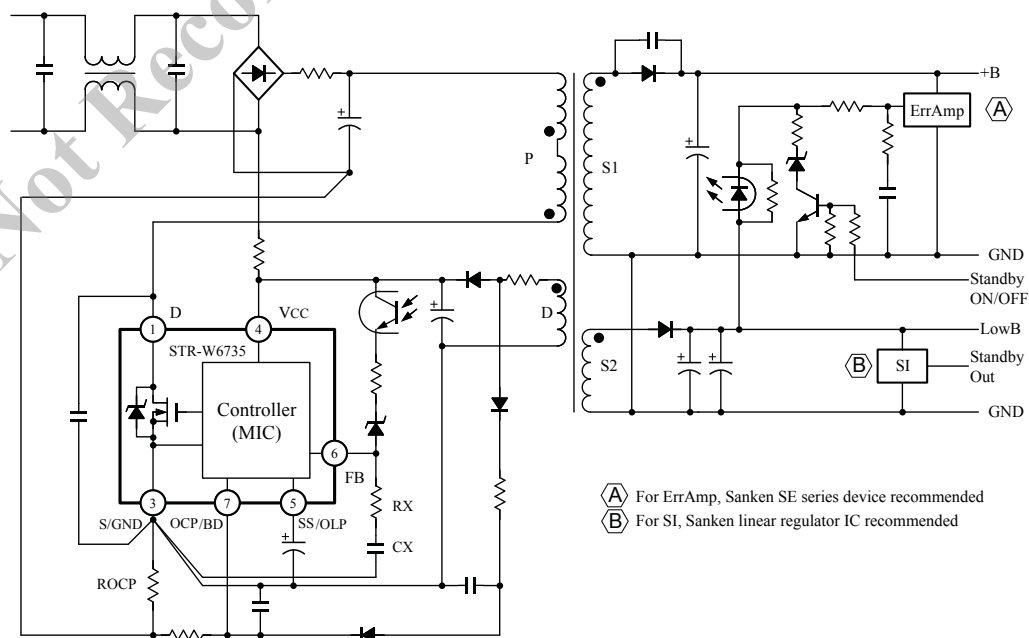 Not Reco
+B
ErrAmp
A
P
S1
GND
Standby
ON/OFF
D
D
VCC
1
4
STR-W6735
LowB
Controller
(MIC)
S2
B
SI
Standby
Out
GND
6
FB
3
7
5
S/GND
OCP/BD
SS/OLP
RX
CX
ROCP
A For ErrAmp, Sanken SE series device recommended
B For SI, Sanken linear regulator IC recommended
+
+
+
+
+
+